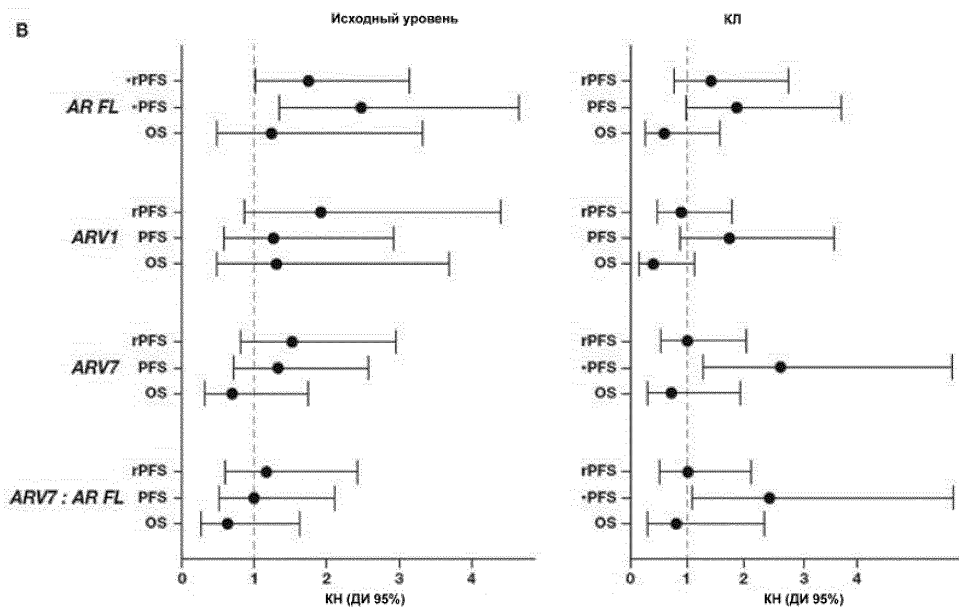 B
Исходный уровень
AR FL
*rPFS
*PFS
OS
ARV1
rPFS
PFS
OS
ARV7
rPFS
PFS
OS
ARV7 : AR FL
rPFS
PFS
OS
0 1 2 3 4
КН (ДИ 95%)
КЛ
rPFS
PFS
OS
rPFS
PFS
OS
rPFS
*PFS
OS
rPFS
*PFS
OS
0 1 2 3 4
КН (ДИ 95%)